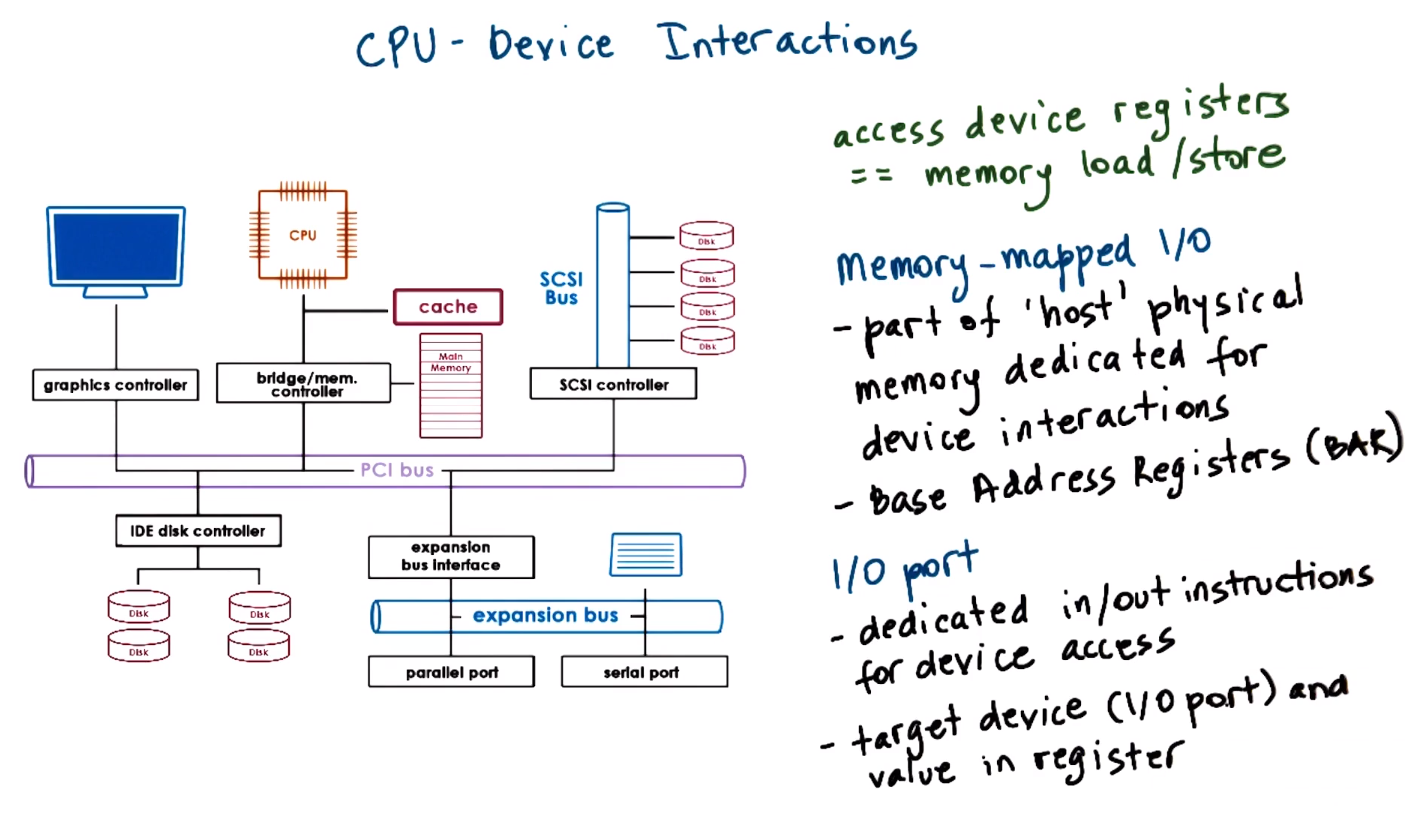 CPU - Device Interactions
access device registers
== memory load/store
CPU
cache
Main
Memory
SCSI
Bus
Disk
Disk
Disk
Disk
graphics controller
bridge/mem.
controller
SCSI controller
PCI bus
IDE disk controller
Disk
Disk
Disk
Disk
expansion
bus interface
expansion bus
parallel port
serial port
Memory-mapped I/O
- part of 'host' physical
memory dedicated for
device interactions
- Base Address Registers (BAR)
I/O port
- dedicated in/out instructions
for device access
- target device (I/O port) and
value in register